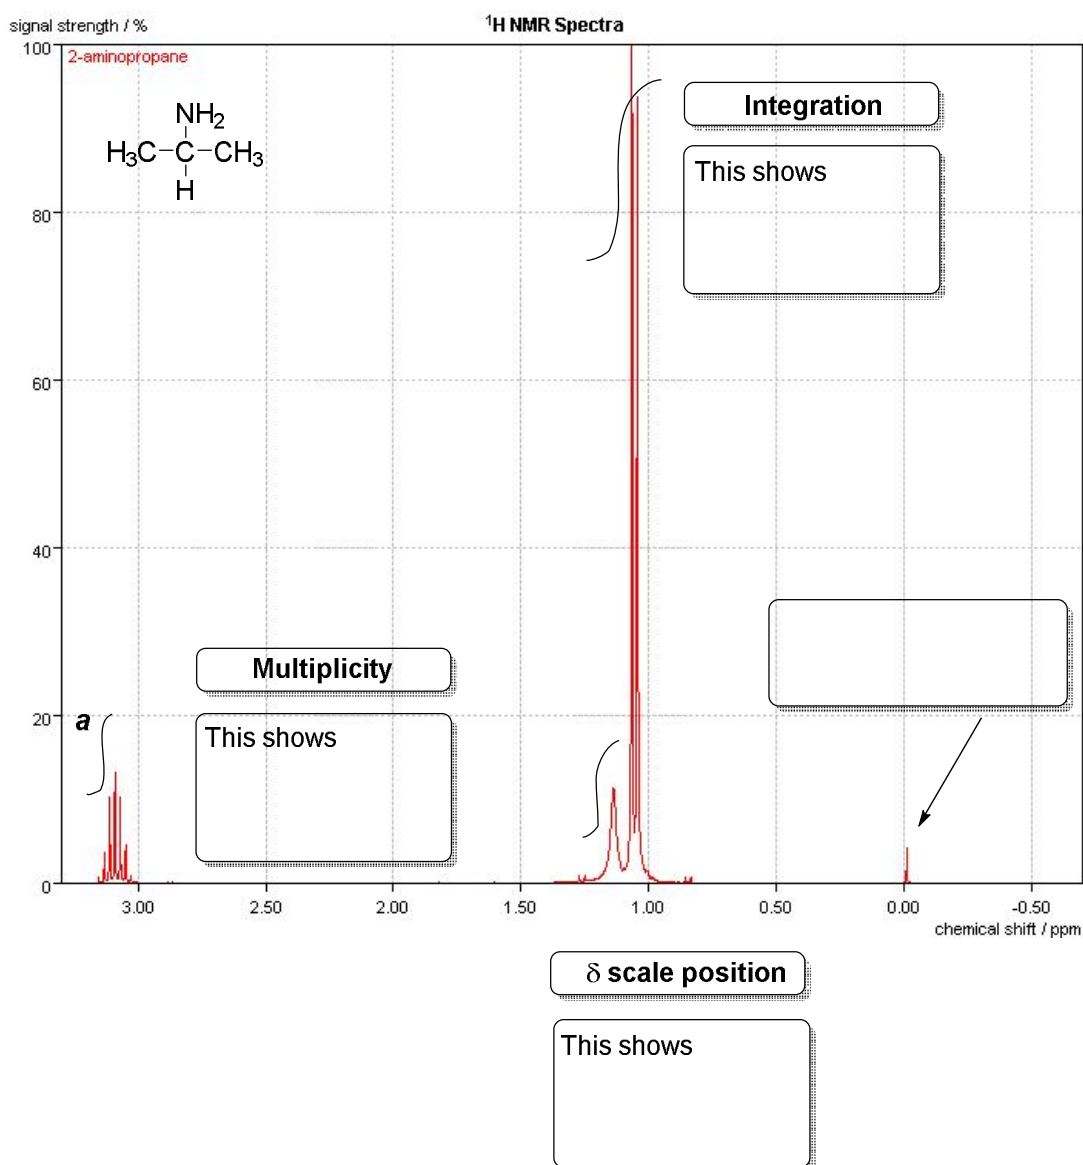 signal strength / %
¹H NMR Spectra
100
2-aminopropane
NH₂
H₃C-C-CH₃
H
Integration
This shows
80
60
40
Multiplicity
This shows
a
20
0
3.00 2.50 2.00 1.50 1.00 0.50 0.00 -0.50
chemical shift / ppm
δ scale position
This shows